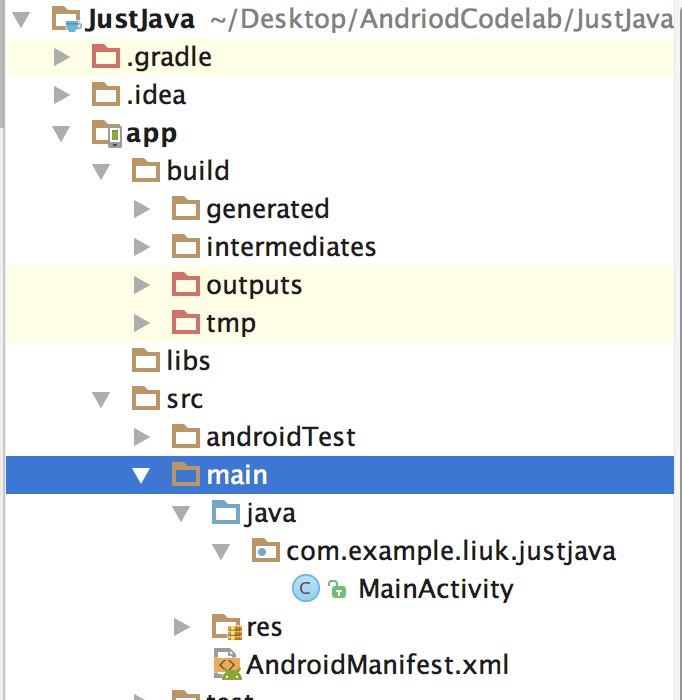 JustJava ~/Desktop/AndriodCodelab/JustJava
.gradle
.idea
app
build
generated
intermediates
outputs
tmp
libs
src
androidTest
main
java
com.example.liuk.justjava
C MainActivity
res
AndroidManifest.xml
test